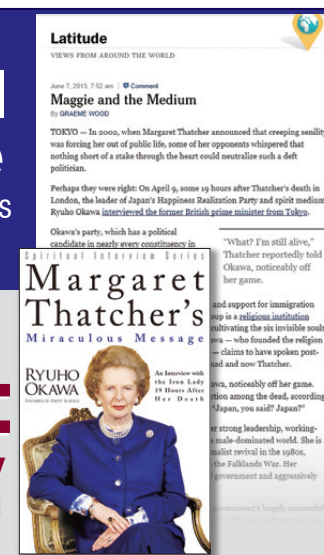 Latitude
VIEWS FROM AROUND THE WORLD
June 7, 2013, 7:52 am Comment
Maggie and the Medium
By GRAEME WOOD
TOKYO — In 2002, when Margaret Thatcher announced that creeping senility
was forcing her out of public life, some of her opponents whispered that
nothing short of a stake through the heart could neutralize such a deft
politician.
Perhaps they were right: On April 9, some 19 hours after Thatcher's death in
London, the leader of Japan's Happiness Realization Party and spirit medium
Ryuho Okawa interviewed the former British prime minister from Tokyo.
Okawa's party, which has a political
candidate in nearly every constituency in
"What? I'm still alive,"
Thatcher reportedly told
Okawa, noticeably off
her game.
and support for immigration
is a religious institution
cultivating the six invisible souls
— who founded the religion
— claims to have spoken post-
and now Thatcher.
noticeably off her game.
among the dead, according
"Japan, you said? Japan?"
strong leadership, working-
male-dominated world. She is
revival in the 1980s,
the Falklands War. Her
government and aggressively
government's largely successful
Spiritual Interview Series
Margaret
Thatcher's
Miraculous Message
RYUHO
OKAWA
FOUNDER OF HAPPY SCIENCE
An Interview with
the Iron Lady
19 Hours After
Her Death